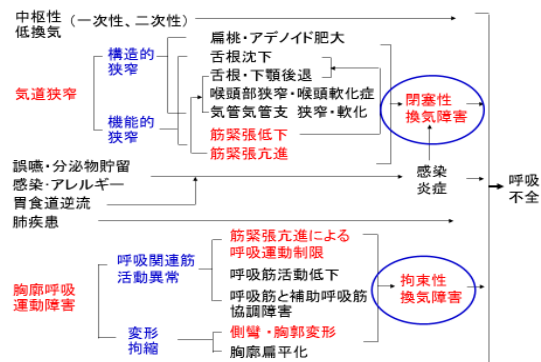 中枢性
低換気
(一次性、二次性)
気道狭窄
構造的
狭窄
機能的
狭窄
扁桃・アデノイド肥大
舌根沈下
舌根・下顎後退
喉頭部狭窄・喉頭軟化症
気管気管支 狭窄・軟化
筋緊張低下
筋緊張亢進
閉塞性
換気障害
誤嚥・分泌物貯留
感染・アレルギー
胃食道逆流
肺疾患
感染
炎症
呼吸
不全
胸廓呼吸
運動障害
呼吸関連筋
活動異常
変形
拘縮
筋緊張亢進による
呼吸運動制限
呼吸筋活動低下
呼吸筋と補助呼吸筋
協調障害
側彎・胸郭変形
胸廓扁平化
拘束性
換気障害